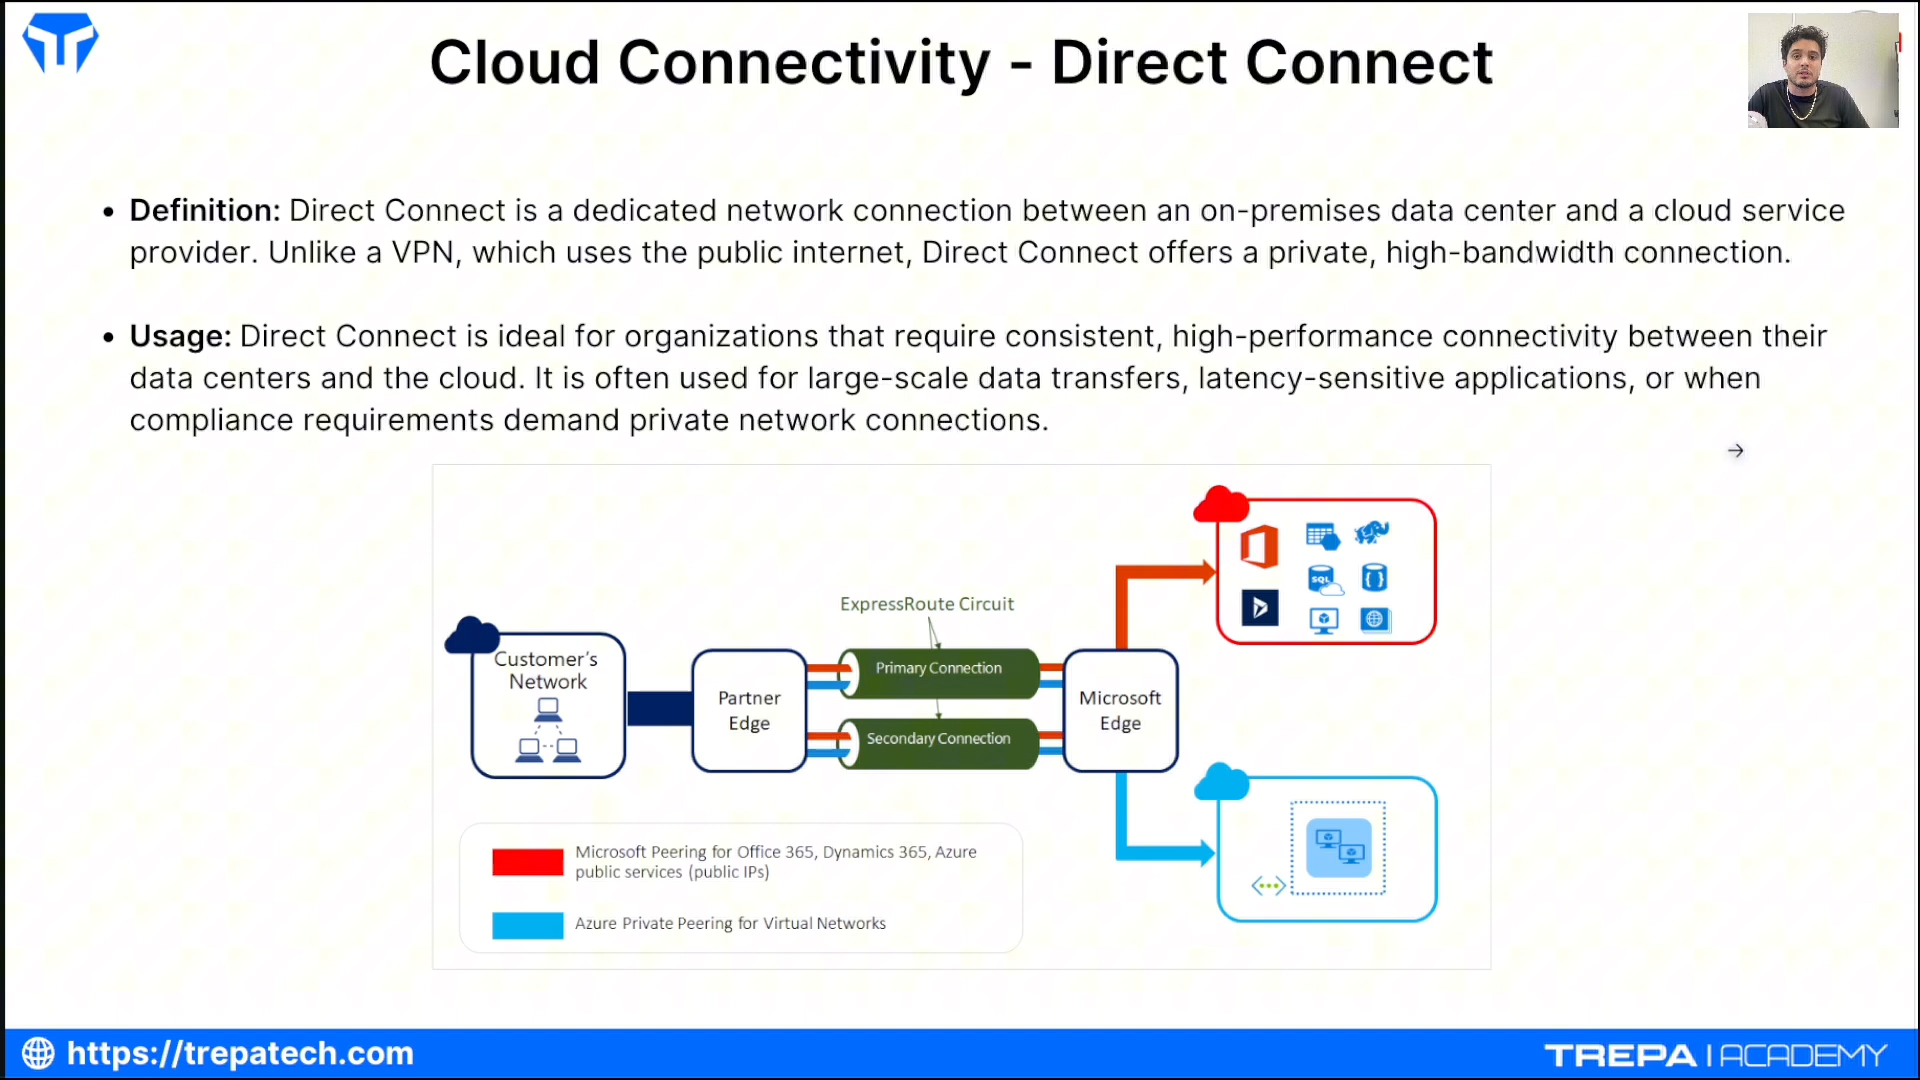 Cloud Connectivity - Direct Connect
• Definition: Direct Connect is a dedicated network connection between an on-premises data center and a cloud service
provider. Unlike a VPN, which uses the public internet, Direct Connect offers a private, high-bandwidth connection.
• Usage: Direct Connect is ideal for organizations that require consistent, high-performance connectivity between their
data centers and the cloud. It is often used for large-scale data transfers, latency-sensitive applications, or when
compliance requirements demand private network connections.
ExpressRoute Circuit
Customer's
Network
Partner
Edge
Primary Connection
Secondary Connection
Microsoft
Edge
SQL
Microsoft Peering for Office 365, Dynamics 365, Azure
public services (public IPs)
Azure Private Peering for Virtual Networks
https://trepatech.com
TREPA | ACADEMY